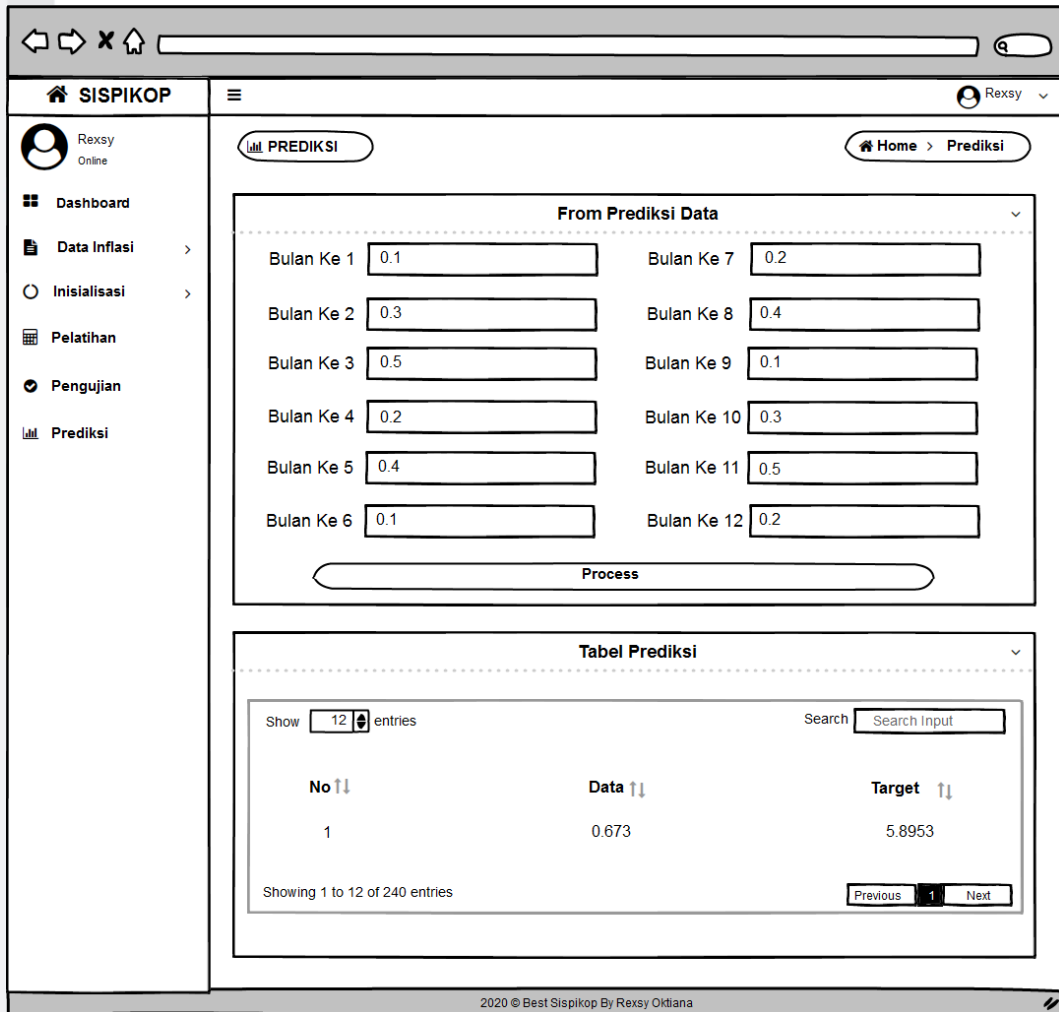 SISPIKOP
Rexsy
Rexsy
Online
Dashboard
Data Inflasi
Inisialisasi
Pelatihan
Pengujian
Prediksi
PREDIKSI
Home > Prediksi
From Prediksi Data
Bulan Ke 1 0.1
Bulan Ke 7 0.2
Bulan Ke 2 0.3
Bulan Ke 8 0.4
Bulan Ke 3 0.5
Bulan Ke 9 0.1
Bulan Ke 4 0.2
Bulan Ke 10 0.3
Bulan Ke 5 0.4
Bulan Ke 11 0.5
Bulan Ke 6 0.1
Bulan Ke 12 0.2
Process
Tabel Prediksi
Show 12 entries
Search Search Input
No Data Target
1 0.673 5.8953
Showing 1 to 12 of 240 entries
Previous 1 Next
2020 © Best Sispikop By Rexsy Oktiana